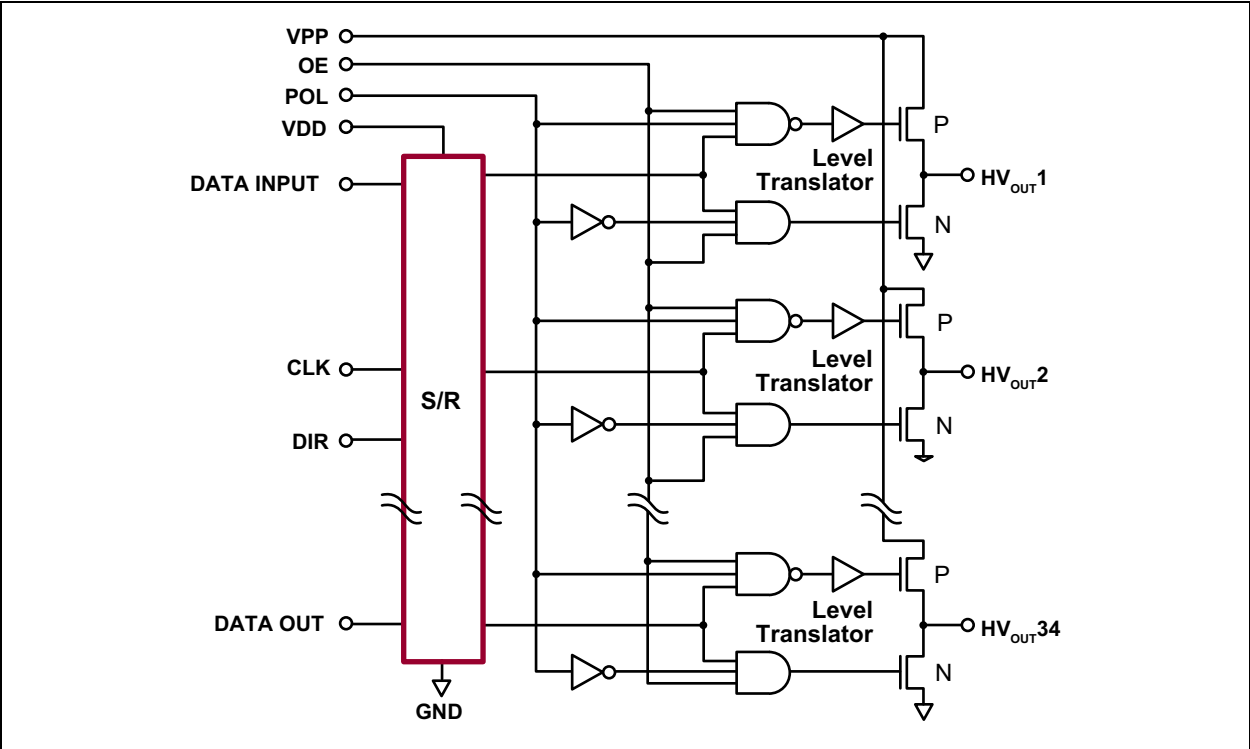 VPP
OE
POL
VDD
DATA INPUT
CLK
DIR
DATA OUT
S/R
GND
Level
Translator
P
HVOUT1
N
Level
Translator
P
HVOUT2
N
Level
Translator
P
HVOUT34
N